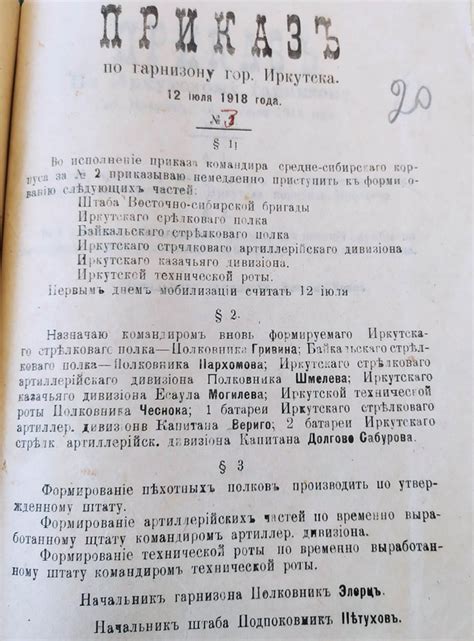 ПРИКАЗЪ
по гарнизону гор. Иркутска.
12 іюля 1918 года.
20
№ 3
§ 1
Во исполненіе приказа командира средне-сибирскаго кор-
пуса за № 2 приказываю немедленно приступить къ форми о-
ванію слѣдующихъ частей:
Штаба Восточно-сибирской бригады
Иркутскаго стрѣлковаго полка
Байкальскаго стрѣлковаго полка
Иркутскаго стрѣлковаго артиллерійскаго дивизіона
Иркутскаго казачьяго дивизіона.
Иркутской технической роты.
Первымъ днемъ мобилизаціи считать 12 іюля
§ 2.
Назначаю командиромъ вновь формируемаго Иркутска-
го стрѣлковаго полка—Полковника Гривина; Байкальскаго стрѣл-
коваго полка—Полковника Пархомова; Иркутскаго стрѣлковаго
артиллерійскаго дивизіона Полковника Шмелева; Иркутскаго
казачьяго дивизіона Есаула Могилева; Иркутской технической
роты Полковника Чеснока; 1 батареи Иркутскаго стрѣлковаго
артиллер. дивизіона Капитана Вериго; 2 батареи Иркутскаго
стрѣлк артиллерійск. дивизіона Капитана Долгово Сабурова.
§ 3
Формированіе пѣхотныхъ полковъ производить по утвер-
жденному штату.
Формированіе артиллерійскихъ частей по временно выра-
ботанному штату командиромъ артиллер. дивизіона.
Формированіе технической роты по временно выработан-
ному штату командиромъ технической роты.
Начальникъ гарнизона Полковникъ Элерцъ.
Начальникъ штаба Подполковникъ Пѣтуховъ.